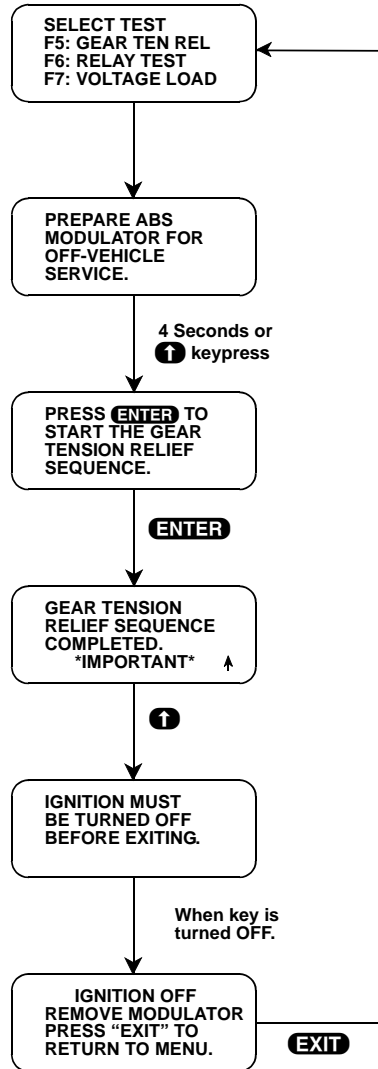 SELECT TEST
F5: GEAR TEN REL
F6: RELAY TEST
F7: VOLTAGE LOAD
PREPARE ABS
MODULATOR FOR
OFF-VEHICLE
SERVICE.
4 Seconds or
↑ keypress
PRESS ENTER TO
START THE GEAR
TENSION RELIEF
SEQUENCE.
ENTER
GEAR TENSION
RELIEF SEQUENCE
COMPLETED.
*IMPORTANT* ↑
↑
IGNITION MUST
BE TURNED OFF
BEFORE EXITING.
When key is
turned OFF.
IGNITION OFF
REMOVE MODULATOR
PRESS “EXIT” TO
RETURN TO MENU.
EXIT